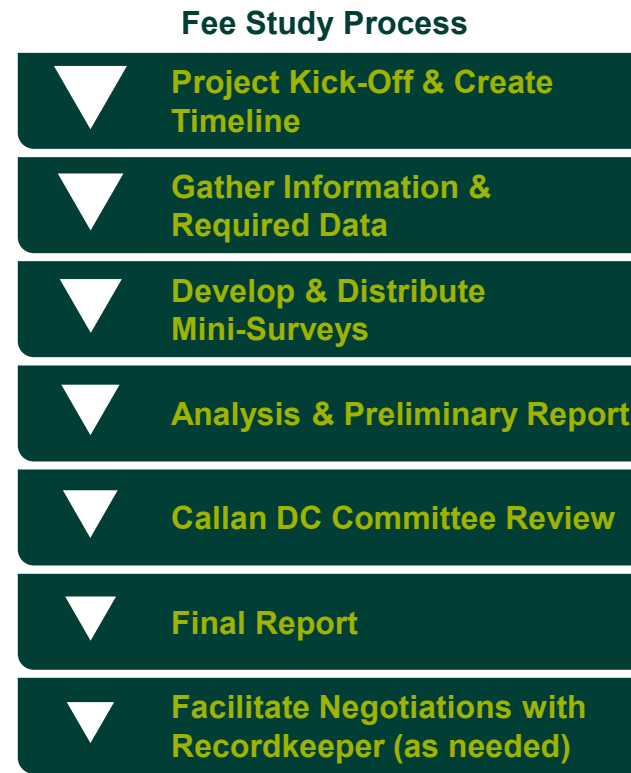 Fee Study Process
Project Kick-Off & Create
Timeline
Gather Information &
Required Data
Develop & Distribute
Mini-Surveys
Analysis & Preliminary Report
Callan DC Committee Review
Final Report
Facilitate Negotiations with
Recordkeeper (as needed)